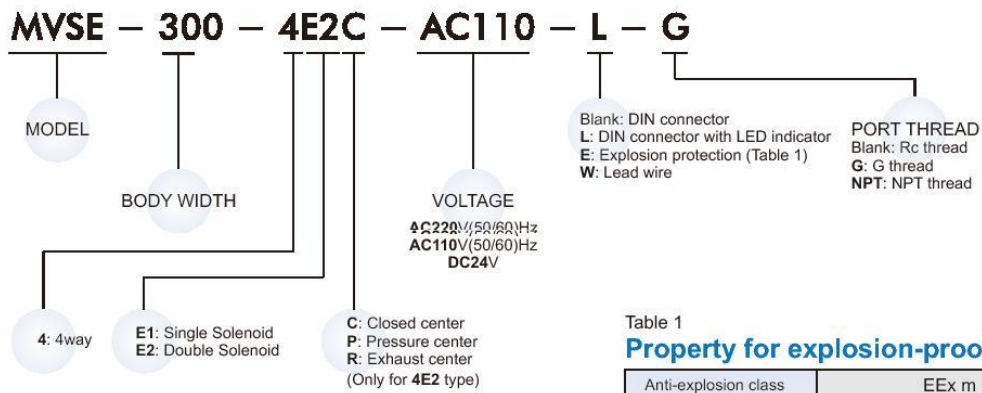 MVSE – 300 – 4E2C – AC110 – L – G
MODEL
BODY WIDTH
VOLTAGE
AC220V(50/60)Hz
AC110V(50/60)Hz
DC24V
Blank: DIN connector
L: DIN connector with LED indicator
E: Explosion protection (Table 1)
W: Lead wire
PORT THREAD
Blank: Rc thread
G: G thread
NPT: NPT thread
4: 4way
E1: Single Solenoid
E2: Double Solenoid
C: Closed center
P: Pressure center
R: Exhaust center
(Only for 4E2 type)
Table 1
Property for explosion-proo
Anti-explosion class EEx m